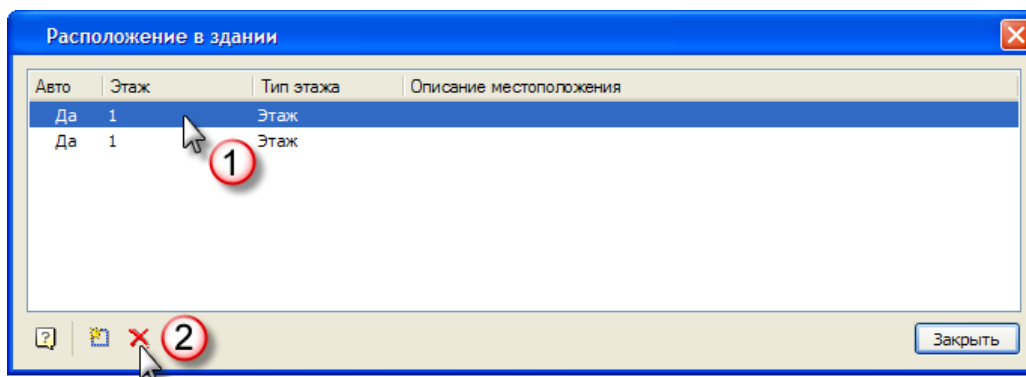 Расположение в здании
Авто Этаж Тип этажа Описание местоположения
Да 1 Этаж
Да 1 Этаж
1
2
Закрыть